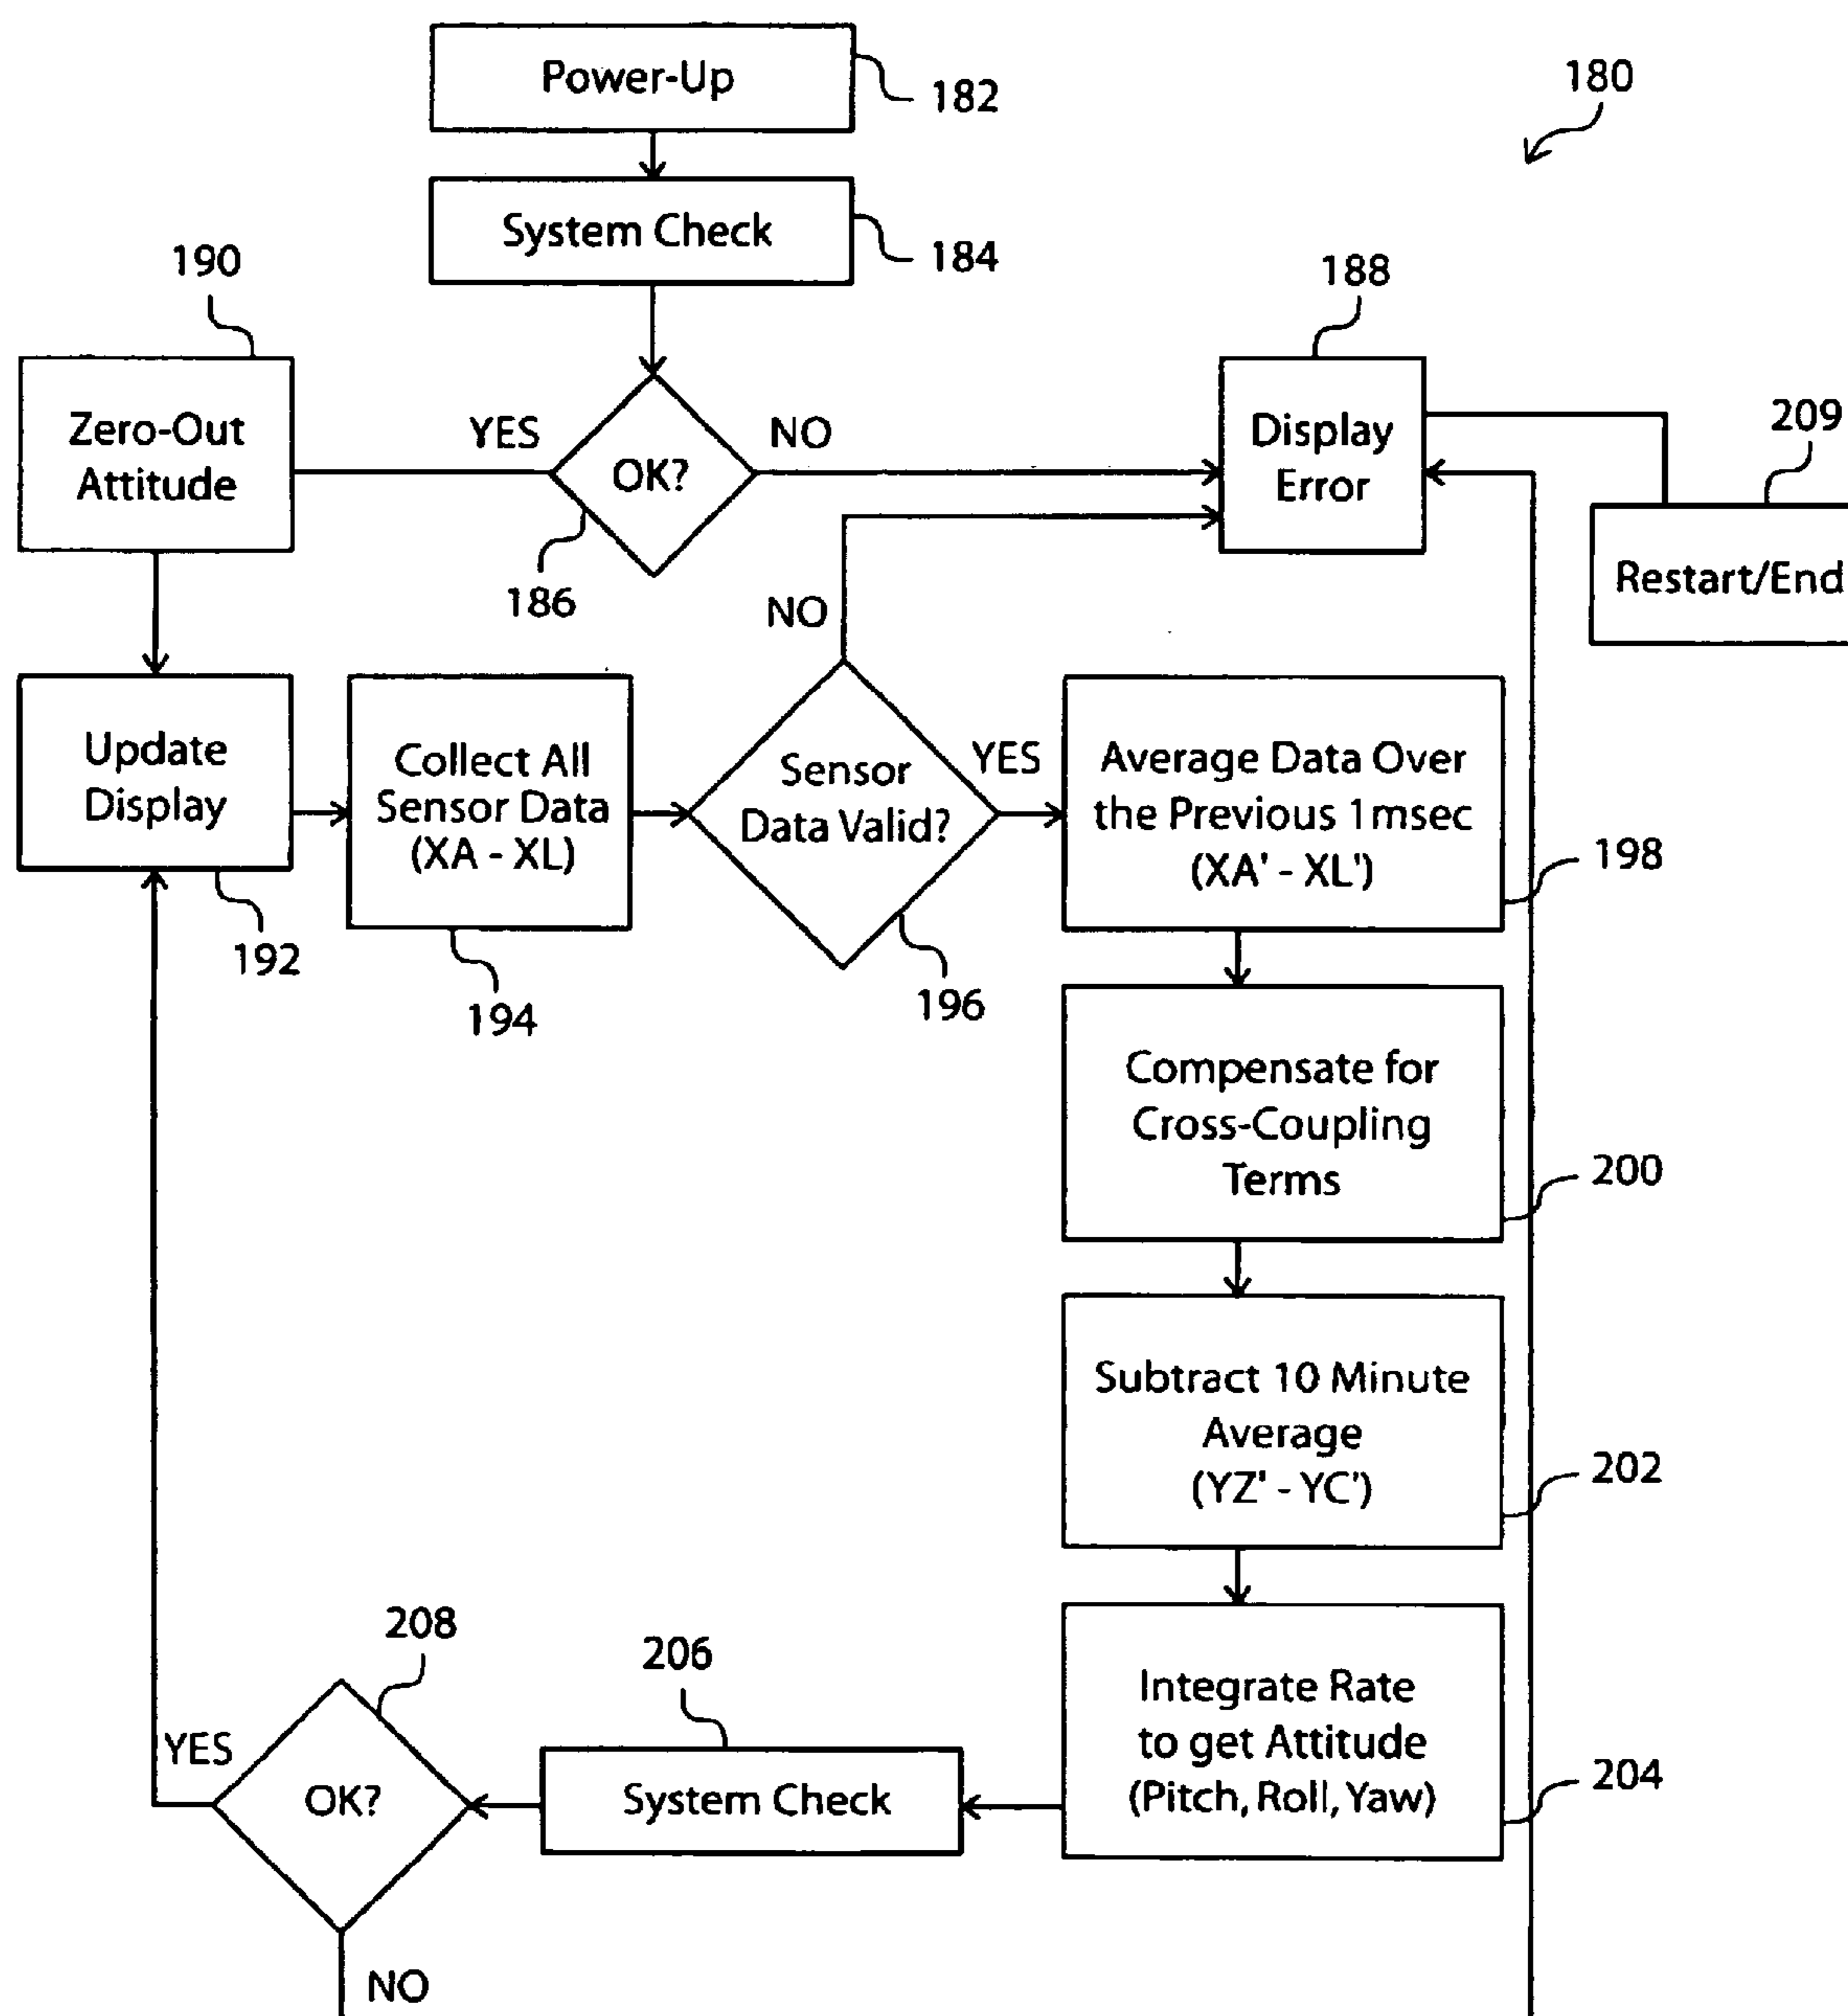 Power-Up
182
180
System Check
184
190
188
Zero-Out
Attitude
YES
OK?
NO
186
Display
Error
209
Restart/End
NO
Update
Display
192
Collect All
Sensor Data
(XA - XL)
194
Sensor
Data Valid?
YES
196
Average Data Over
the Previous 1msec
(XA' - XL')
198
Compensate for
Cross-Coupling
Terms
200
Subtract 10 Minute
Average
(YZ' - YC')
202
Integrate Rate
to get Attitude
(Pitch, Roll, Yaw)
204
206
System Check
208
OK?
YES
NO